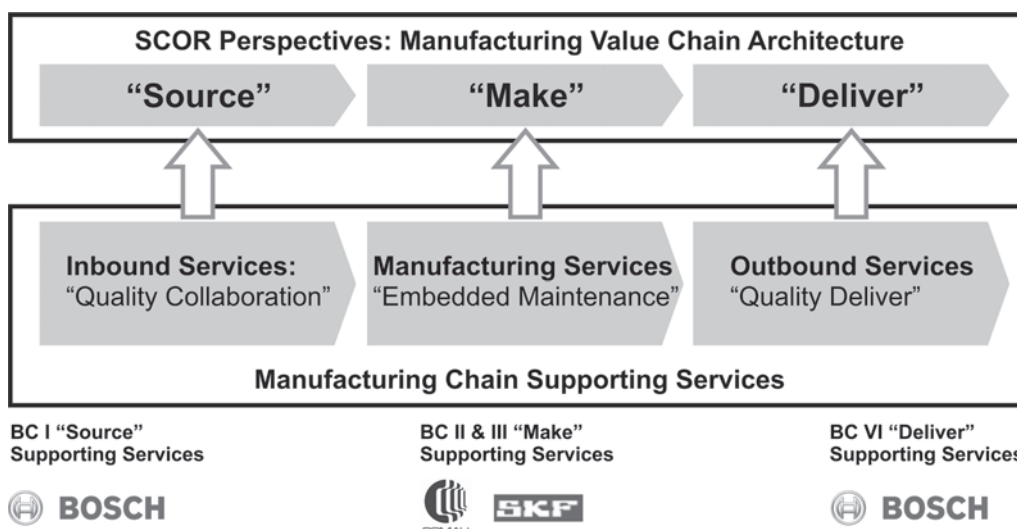 SCOR Perspectives: Manufacturing Value Chain Architecture
“Source”
“Make”
“Deliver”
Inbound Services:
“Quality Collaboration”
Manufacturing Services
“Embedded Maintenance”
Outbound Services
“Quality Deliver”
Manufacturing Chain Supporting Services
BC I “Source”
Supporting Services
BC II & III “Make”
Supporting Services
BC VI “Deliver”
Supporting Services
BOSCH
SKF
BOSCH